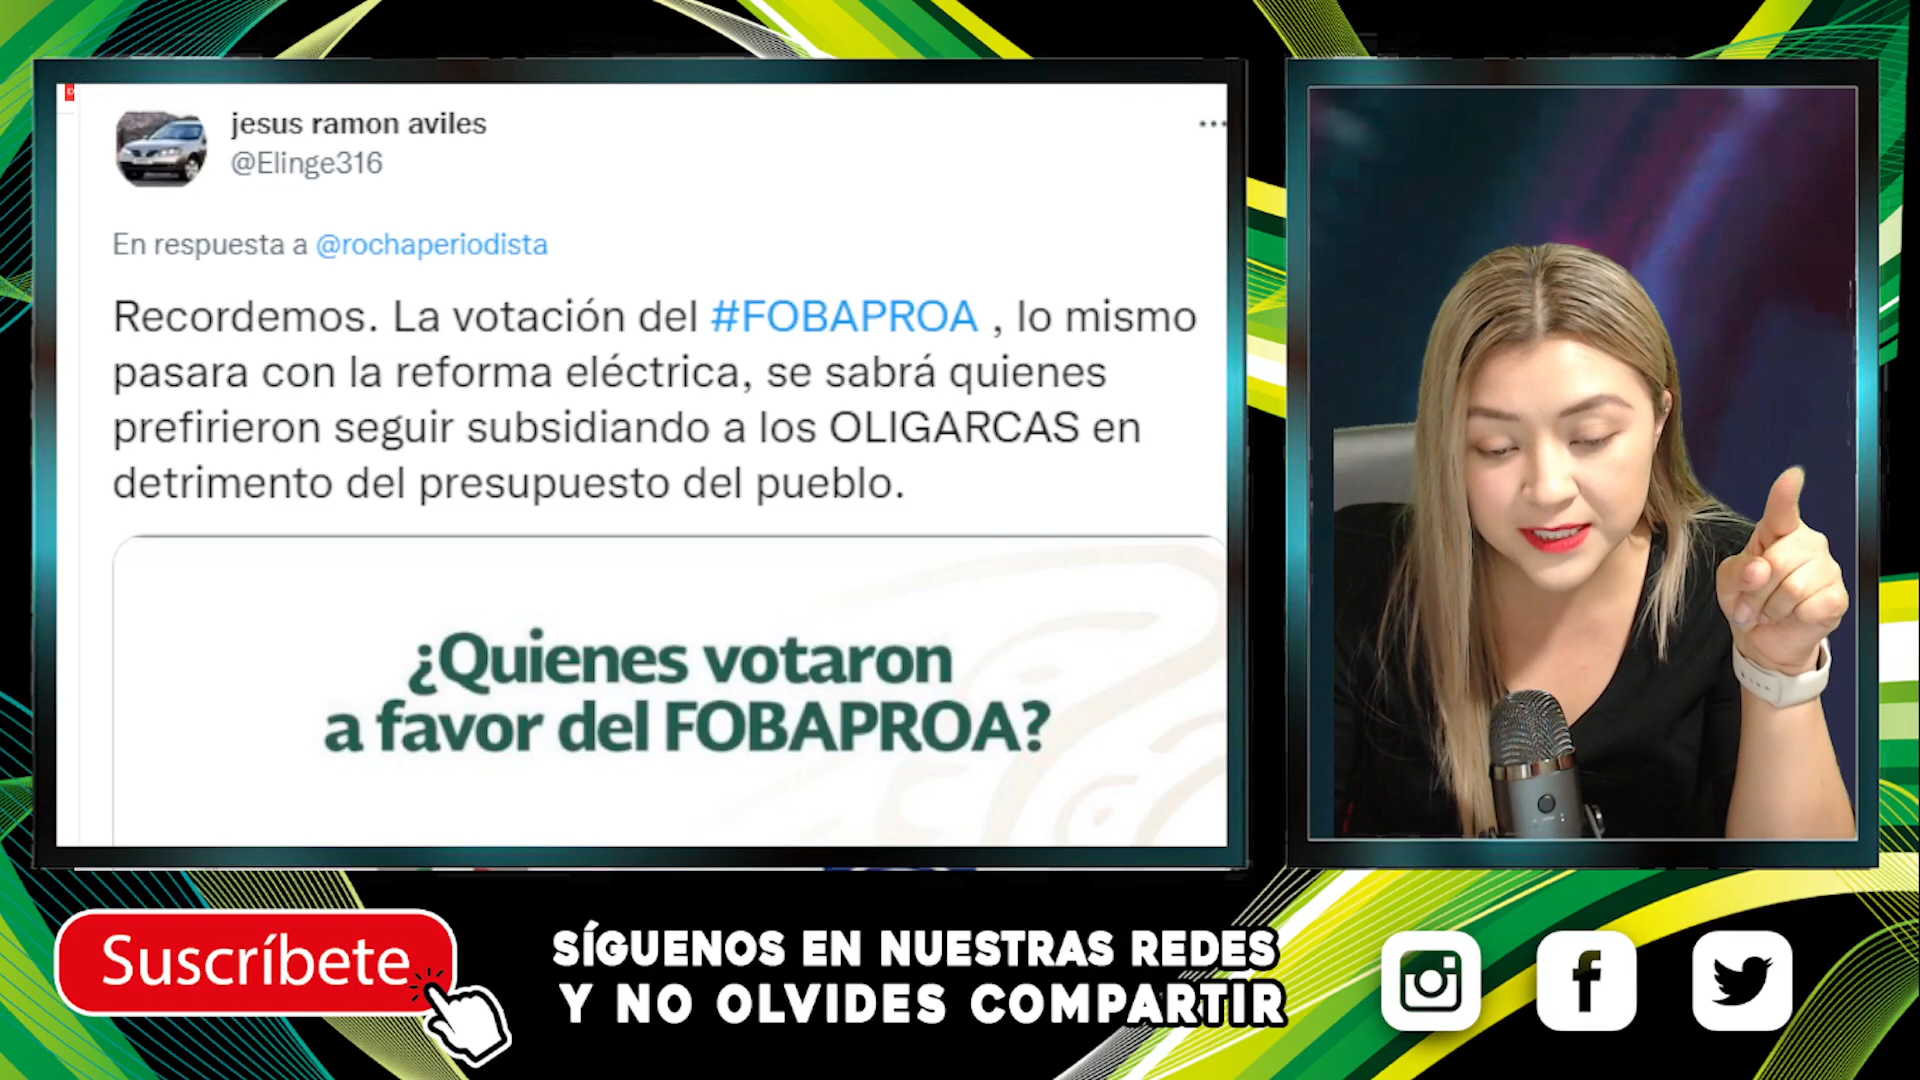 jesus ramon aviles
@Elinge316
En respuesta a @rochaperiodista
Recordemos. La votación del #FOBAPROA , lo mismo
pasara con la reforma eléctrica, se sabrá quienes
prefirieron seguir subsidiando a los OLIGARCAS en
detrimento del presupuesto del pueblo.
¿Quienes votaron
a favor del FOBAPROA?
Suscríbete
SÍGUENOS EN NUESTRAS REDES
Y NO OLVIDES COMPARTIR